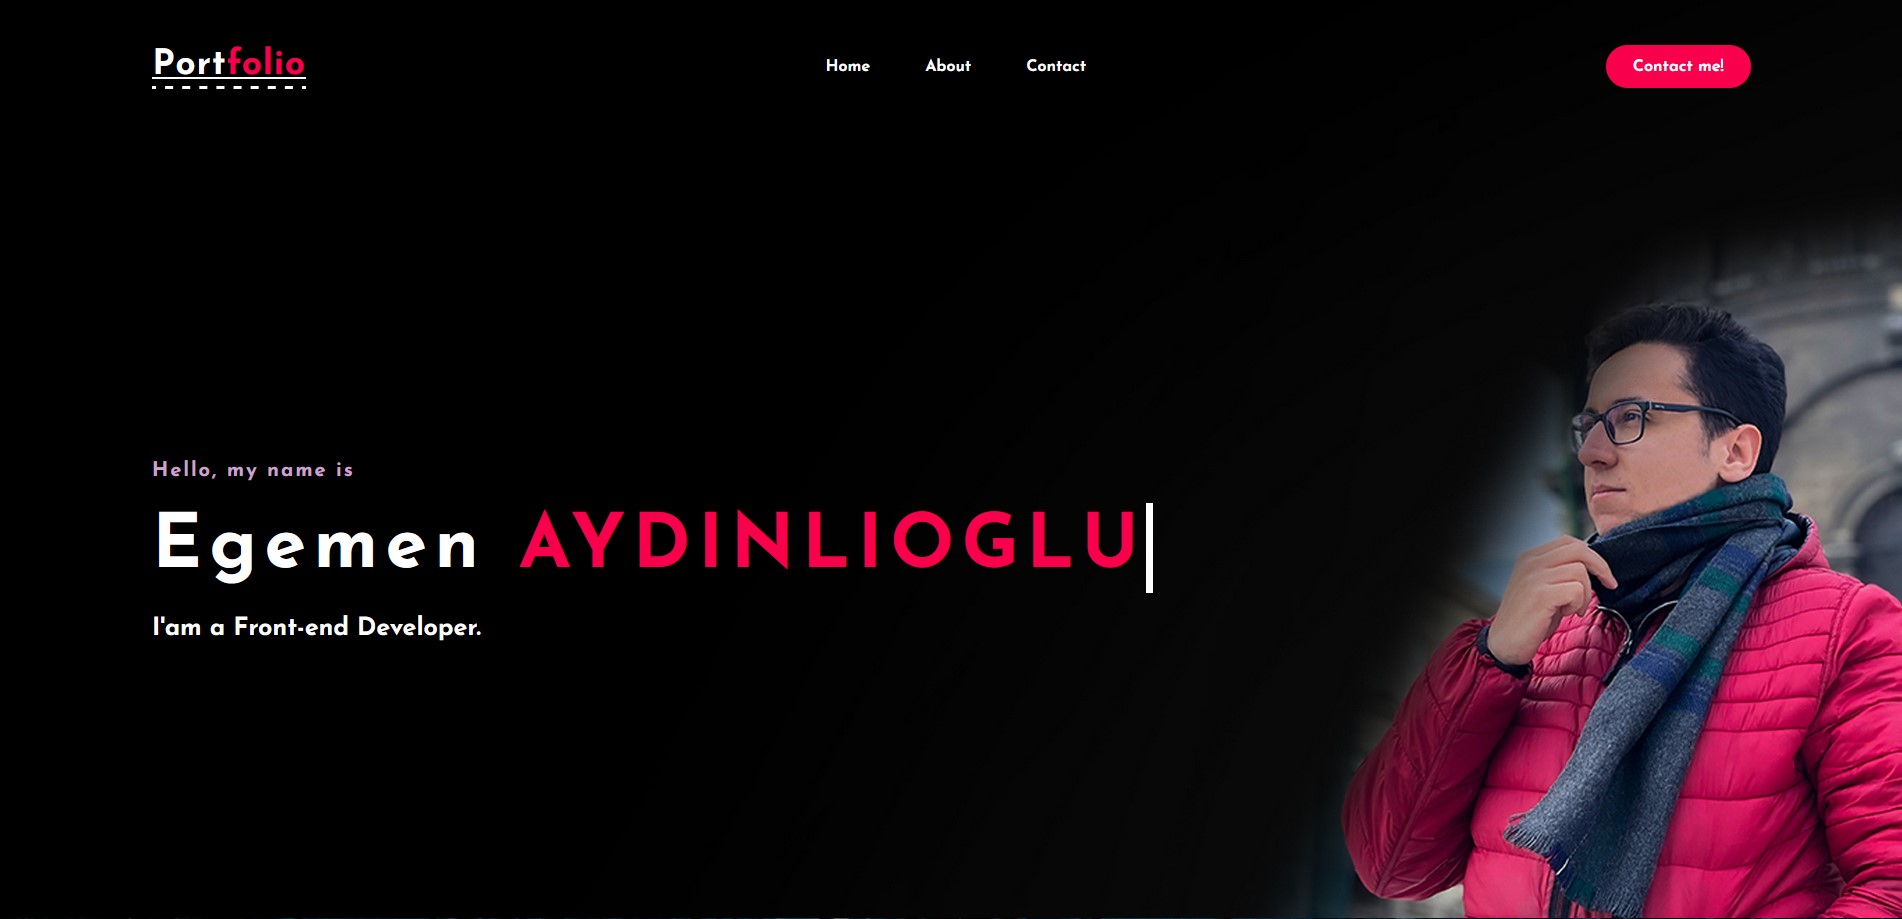 Portfolio
Home About Contact
Contact me!
Hello, my name is
Egemen AYDINLIOGLU
I'am a Front-end Developer.